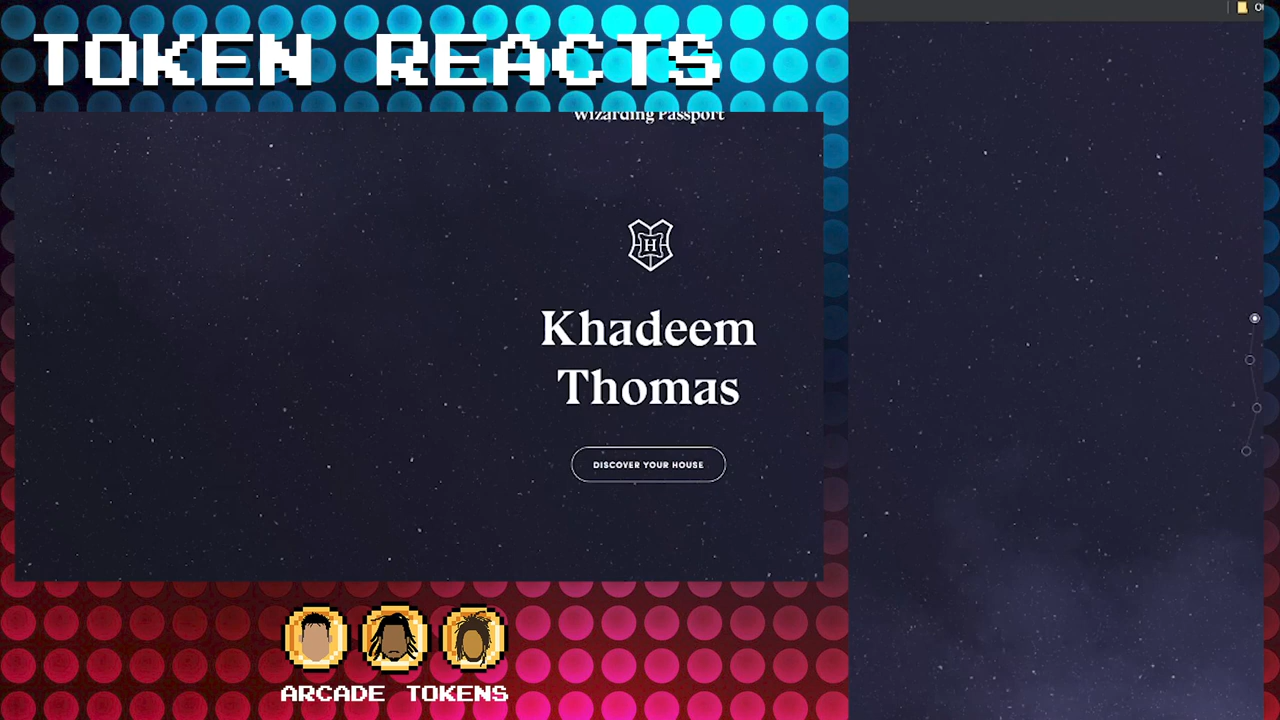 TOKEN REACTS
Wizarding Passport
H
Khadeem
Thomas
DISCOVER YOUR HOUSE
ARCADE TOKENS